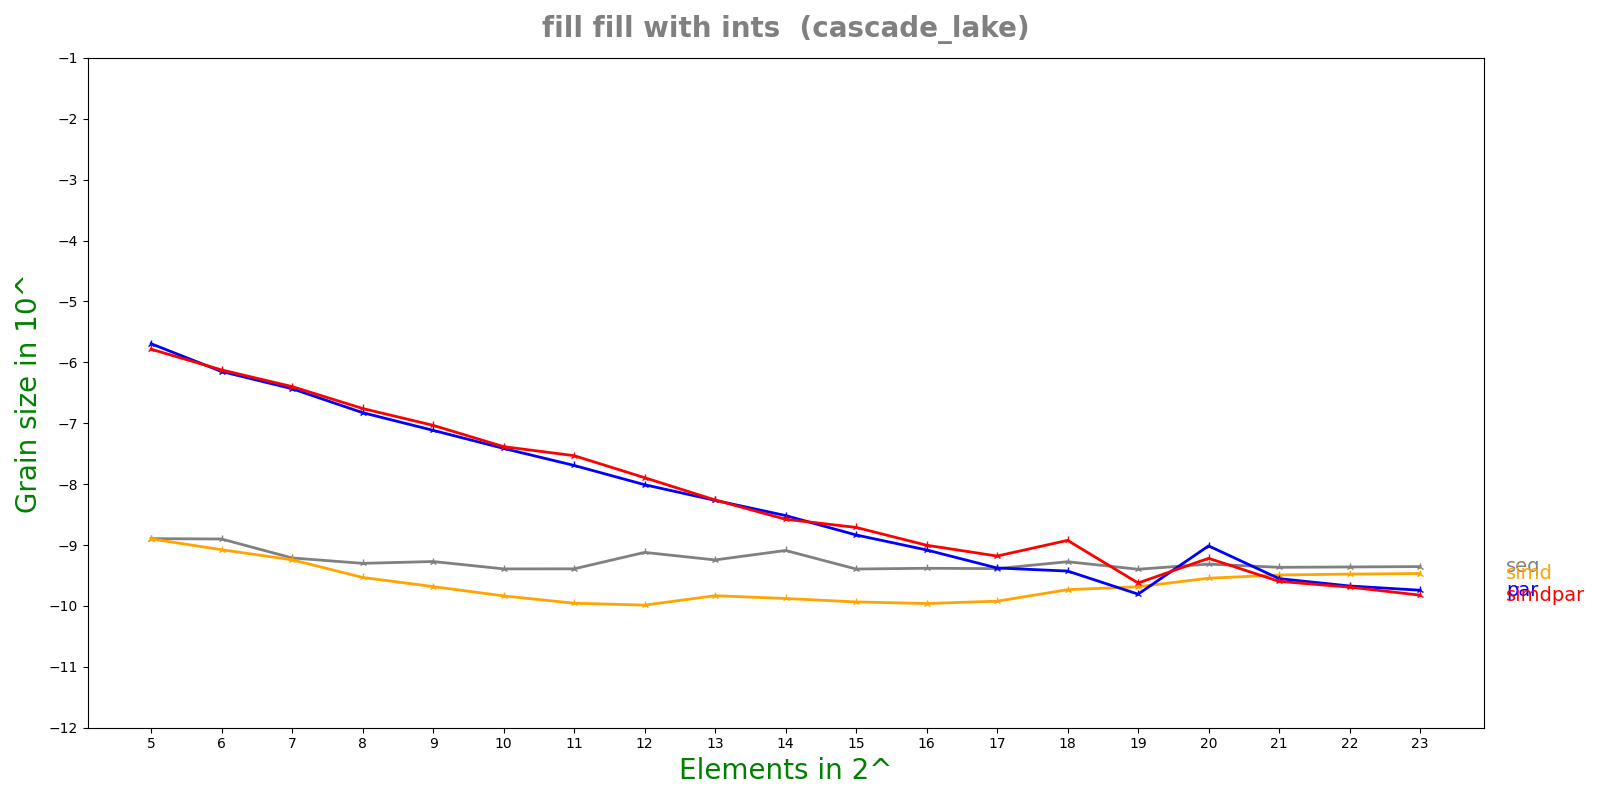 fill fill with ints  (cascade_lake)
Grain size in 10^
−1
−2
−3
−4
−5
−6
−7
−8
−9
−10
−11
−12
seq
simd
par
simdpar
5 6 7 8 9 10 11 12 13 14 15 16 17 18 19 20 21 22 23
Elements in 2^